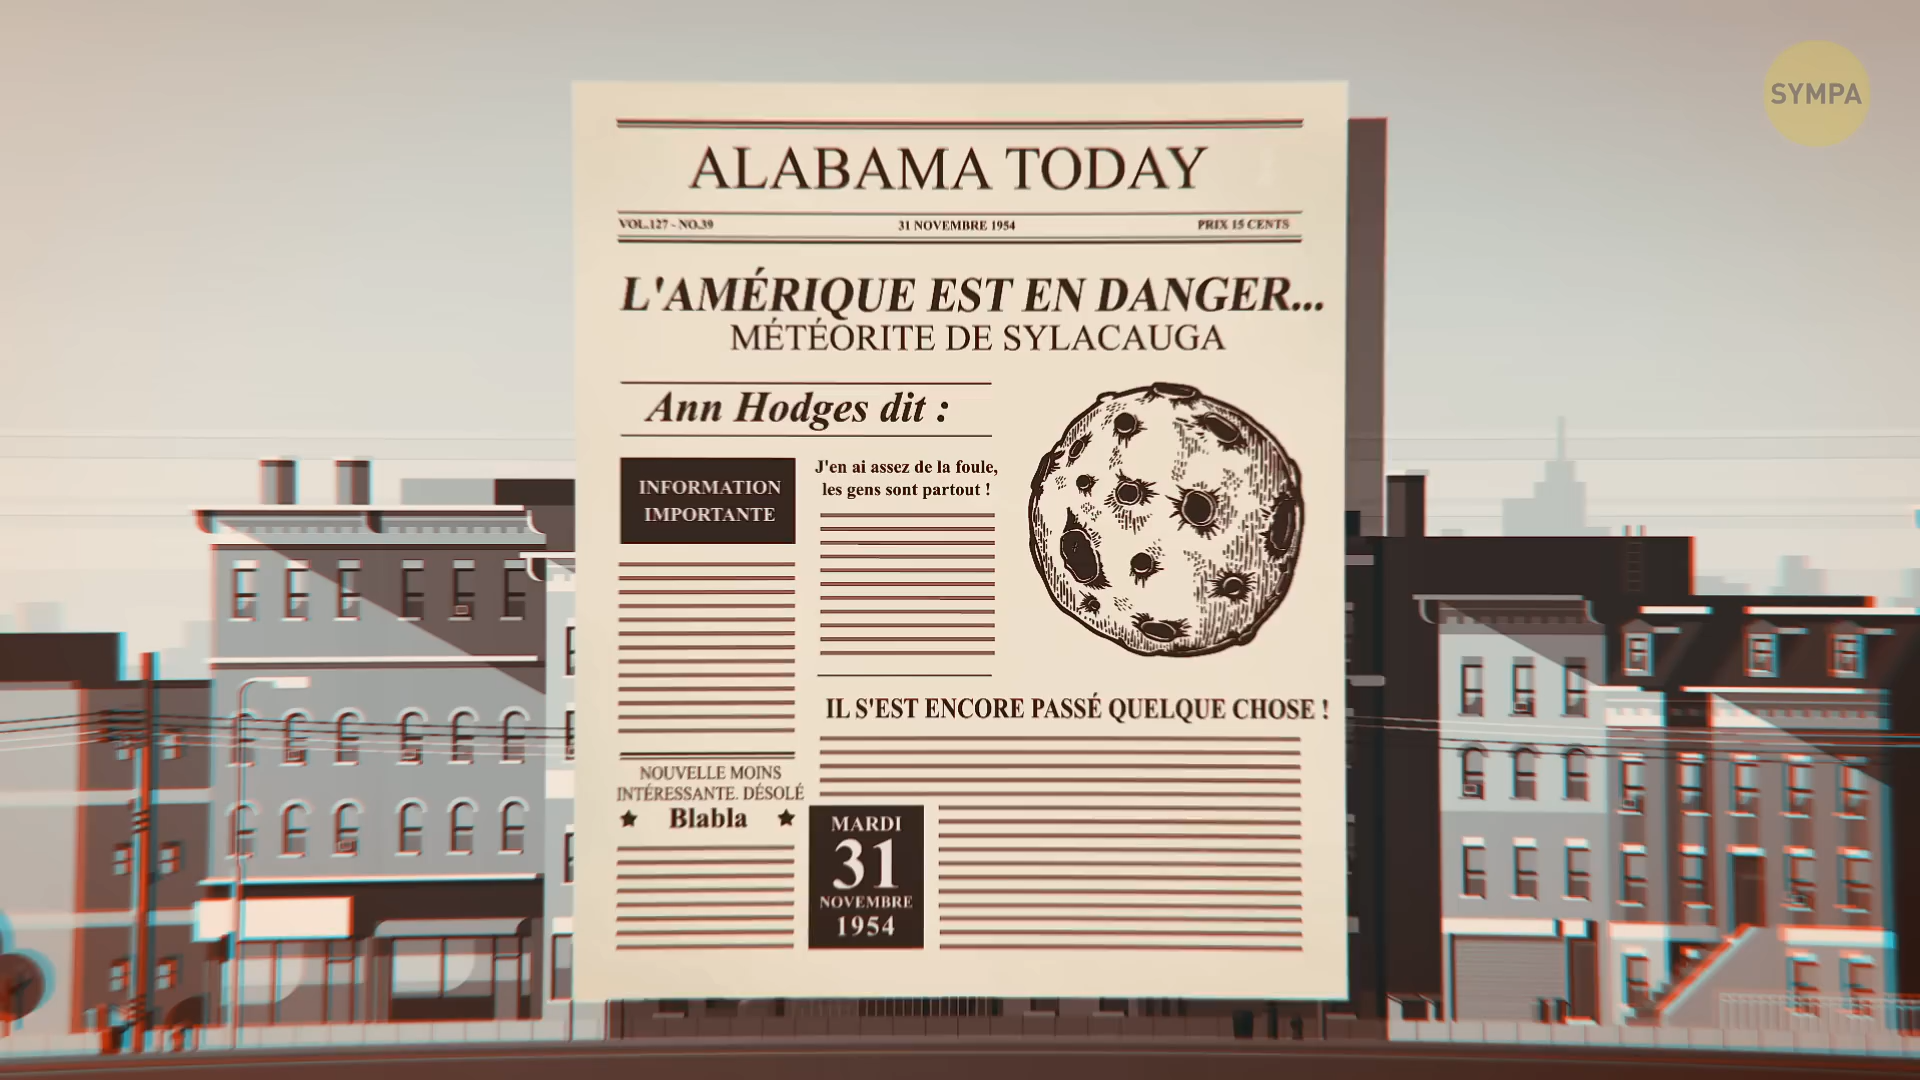 SYMPA
ALABAMA TODAY
VOL.127 - NO.39
31 NOVEMBRE 1954
PRIX 15 CENTS
L'AMÉRIQUE EST EN DANGER...
MÉTÉORITE DE SYLACAUGA
Ann Hodges dit :
INFORMATION
IMPORTANTE
J'en ai assez de la foule,
les gens sont partout !
IL S'EST ENCORE PASSÉ QUELQUE CHOSE !
NOUVELLE MOINS
INTÉRESSANTE. DÉSOLÉ
Blabla
MARDI
31
NOVEMBRE
1954